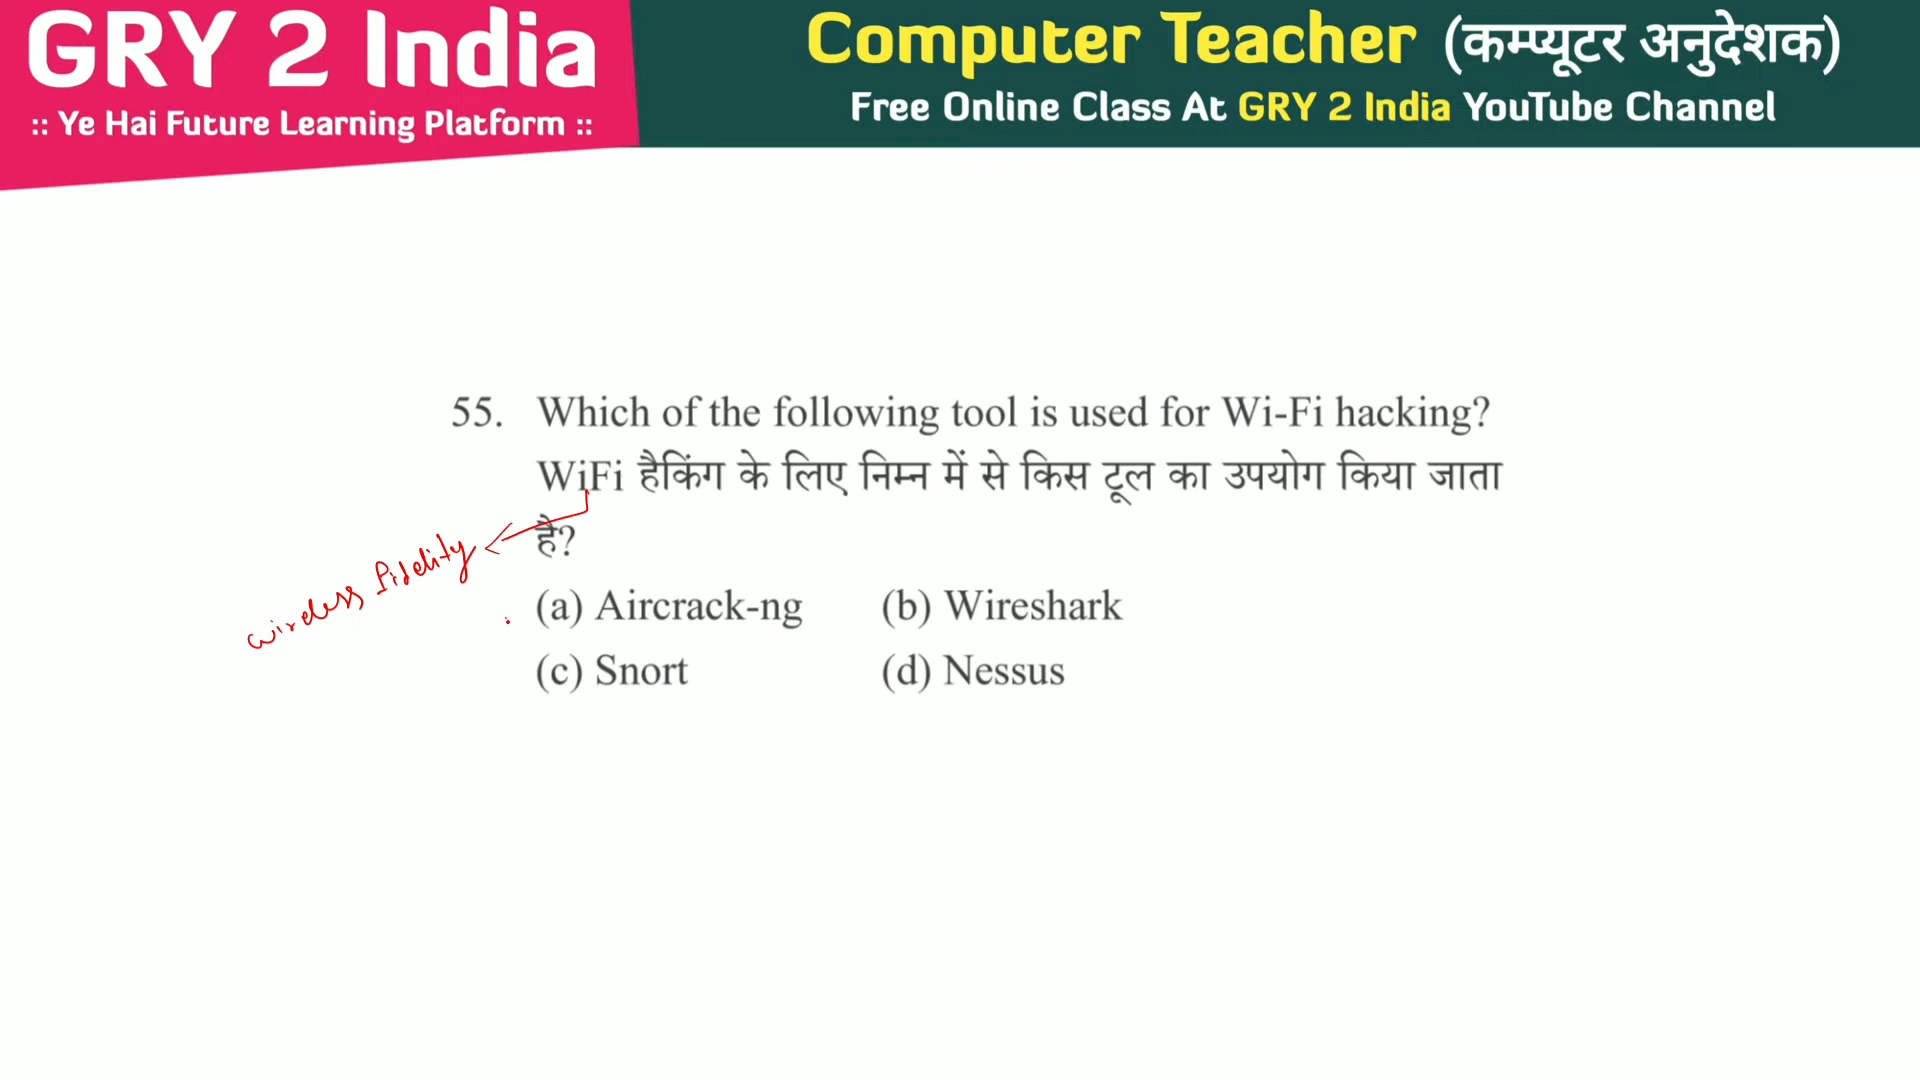 GRY 2 India
:: Ye Hai Future Learning Platform ::
Computer Teacher (कम्प्यूटर अनुदेशक)
Free Online Class At GRY 2 India YouTube Channel
55. Which of the following tool is used for Wi-Fi hacking?
WiFi हैकिंग के लिए निम्न में से किस टूल का उपयोग किया जाता
है?
wireless fidelity
(a) Aircrack-ng (b) Wireshark
(c) Snort (d) Nessus